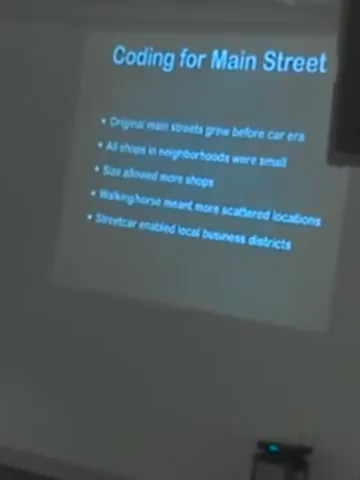 Coding for Main Street
• Original main streets grew before car era
• All shops in neighborhoods were small
• Size allowed more shops
• Walking/horse meant more scattered locations
• Streetcar enabled local business districts